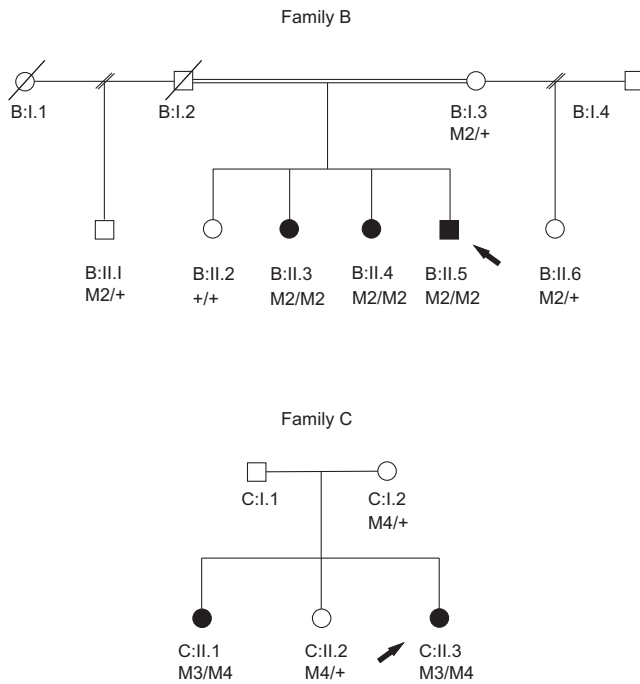 Family B
B:I.1
B:I.2
B:I.3
B:I.4
M2/+
B:II.I
B:II.2
B:II.3
B:II.4
B:II.5
B:II.6
M2/+
+/+
M2/M2
M2/M2
M2/M2
M2/+
Family C
C:I.1
C:I.2
M4/+
C:II.1
C:II.2
C:II.3
M3/M4
M4/+
M3/M4